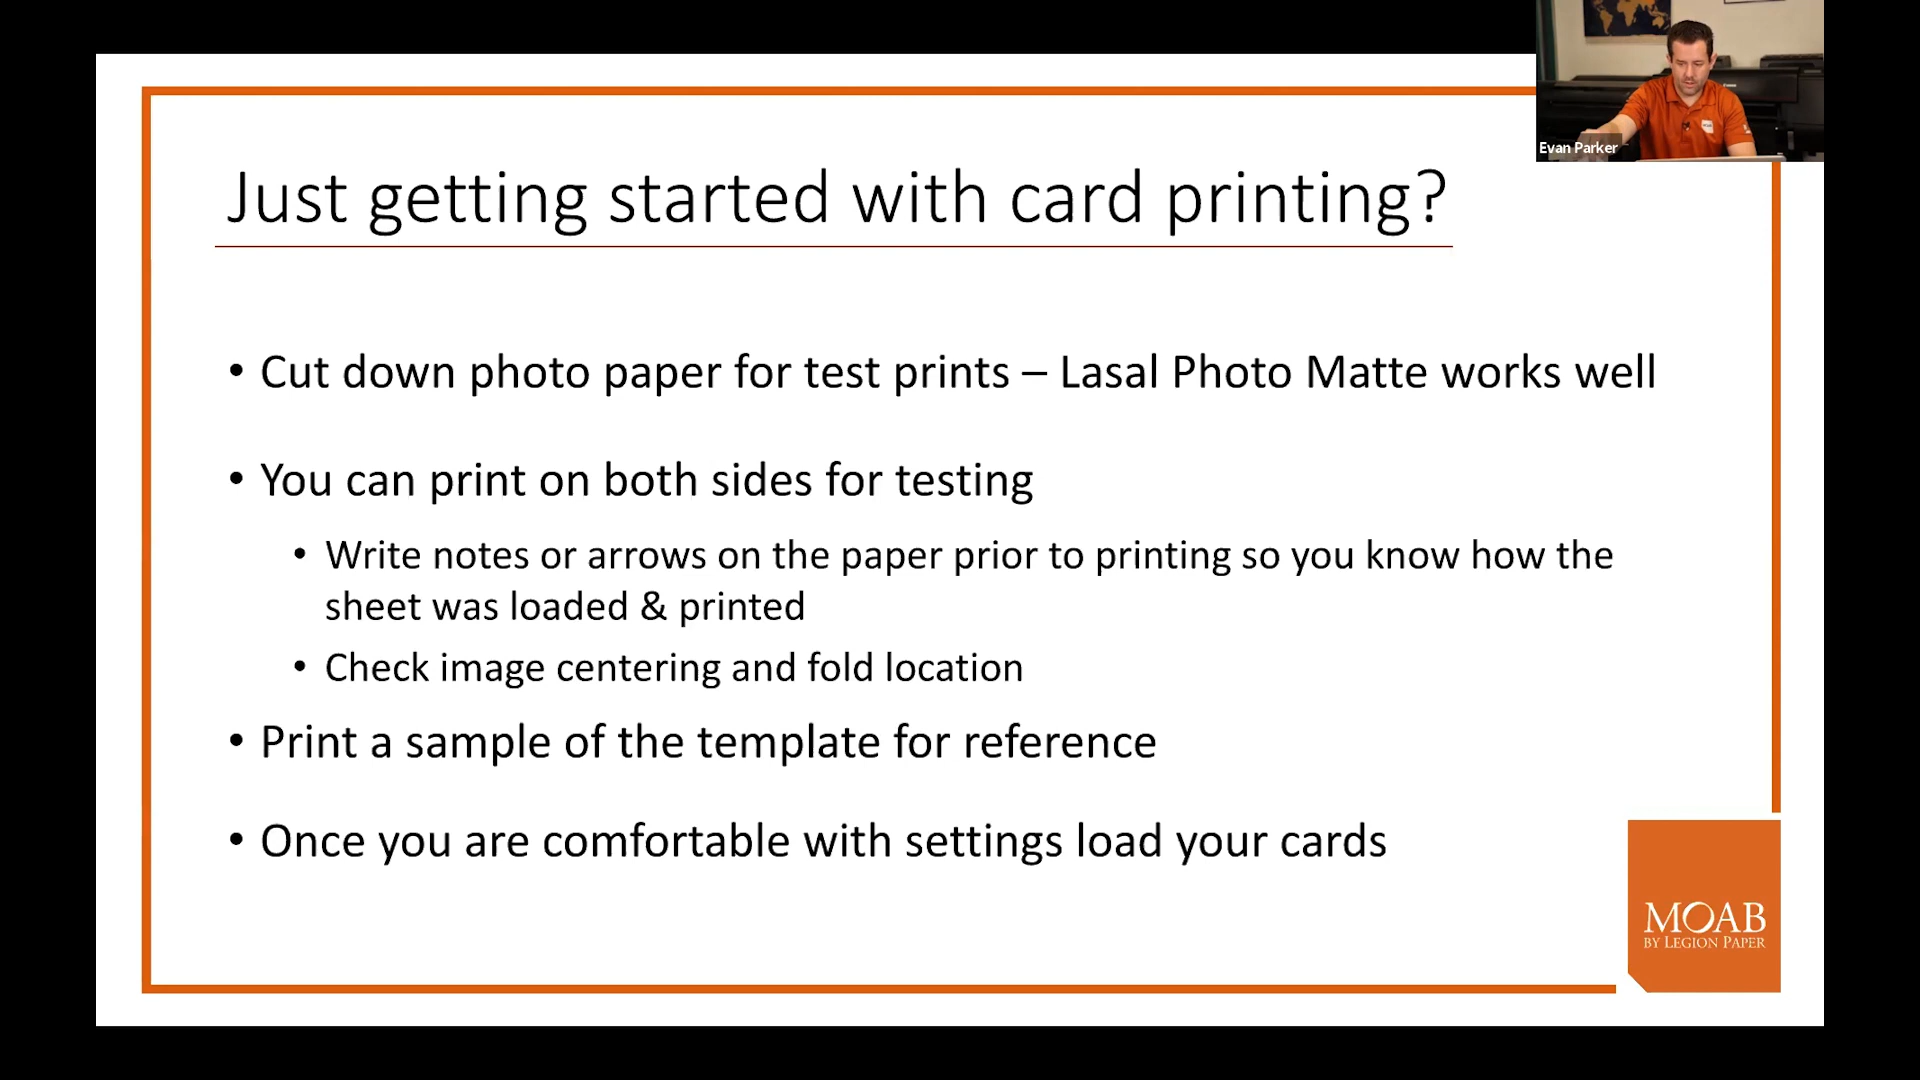 Evan Parker
Just getting started with card printing?
• Cut down photo paper for test prints – Lasal Photo Matte works well
• You can print on both sides for testing
• Write notes or arrows on the paper prior to printing so you know how the
sheet was loaded & printed
• Check image centering and fold location
• Print a sample of the template for reference
• Once you are comfortable with settings load your cards
MOAB
BY LEGION PAPER